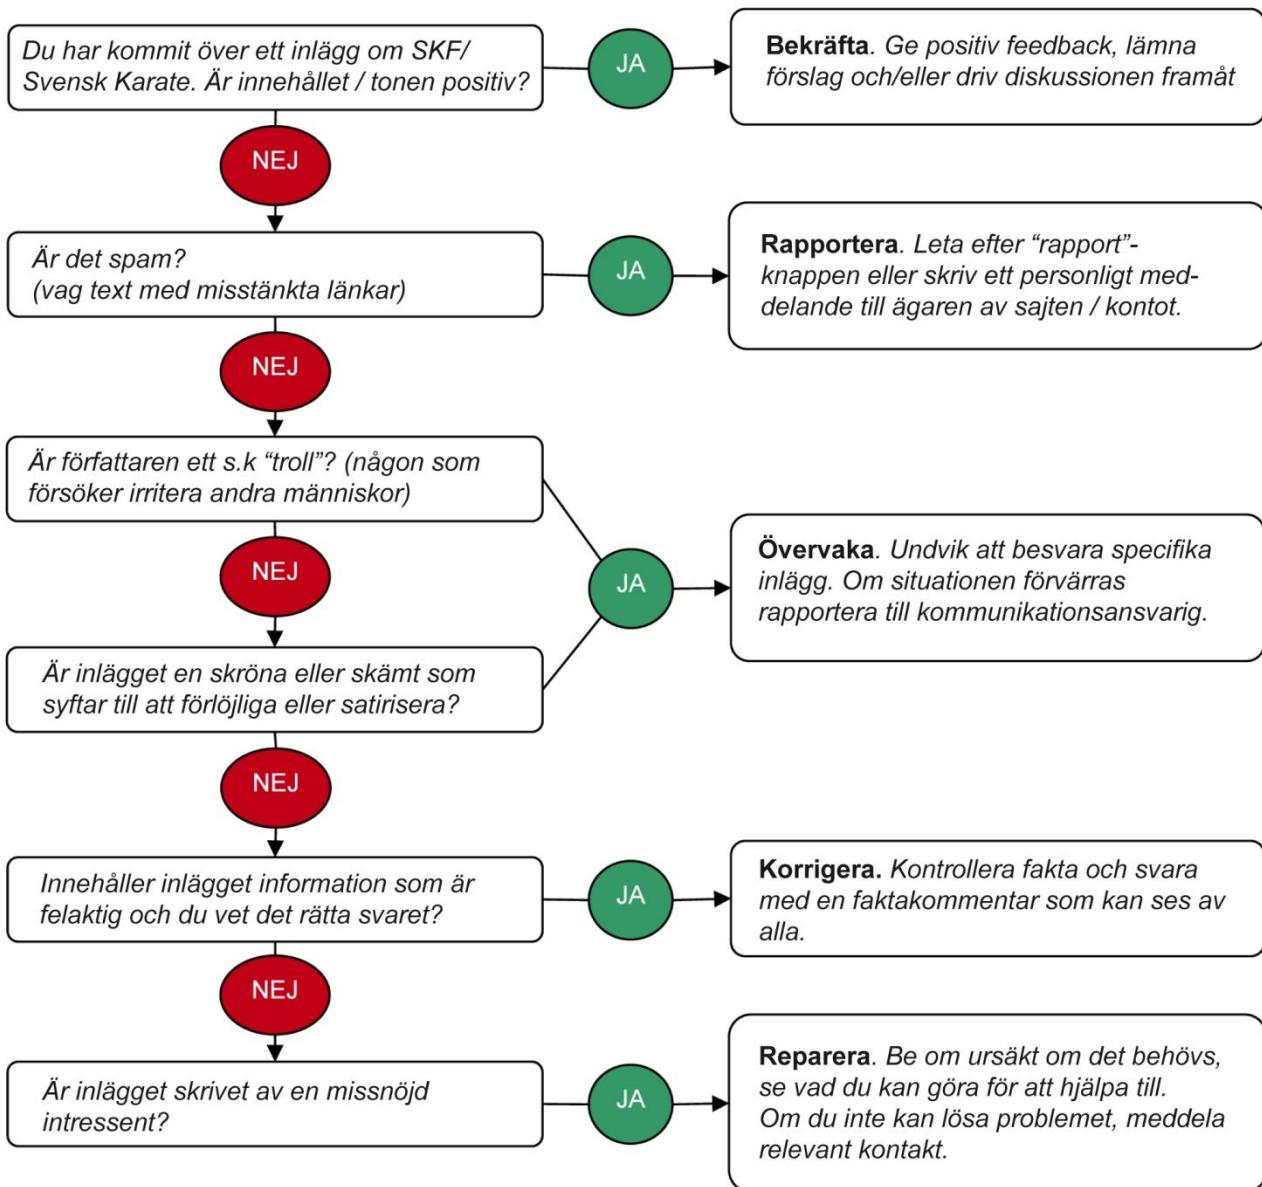 Du har kommit över ett inlägg om SKF/
Svensk Karate. Är innehållet / tonen positiv?
JA
Bekräfta. Ge positiv feedback, lämna
förslag och/eller driv diskussionen framåt
NEJ
Är det spam?
(vag text med misstänkta länkar)
JA
Rapportera. Leta efter “rapport”-
knappen eller skriv ett personligt med-
delande till ägaren av sajten / kontot.
NEJ
Är författaren ett s.k “troll”? (någon som
försöker irritera andra människor)
NEJ
JA
Övervaka. Undvik att besvara specifika
inlägg. Om situationen förvärras
rapportera till kommunikationsansvarig.
Är inlägget en skröna eller skämt som
syftar till att förlöjliga eller satirisera?
NEJ
Innehåller inlägget information som är
felaktig och du vet det rätta svaret?
JA
Korrigera. Kontrollera fakta och svara
med en faktakommentar som kan ses av
alla.
NEJ
Är inlägget skrivet av en missnöjd
intressent?
JA
Reparera. Be om ursäkt om det behövs,
se vad du kan göra för att hjälpa till.
Om du inte kan lösa problemet, meddela
relevant kontakt.